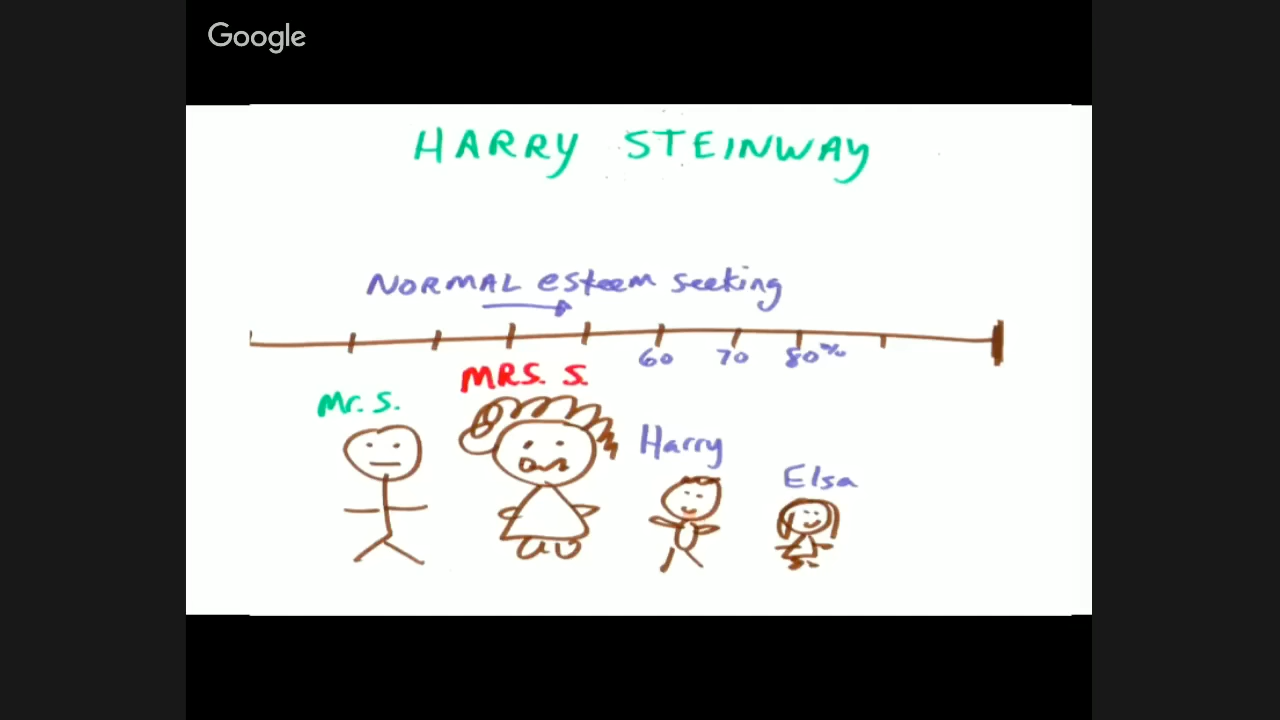 Google
HARRY STEINWAY
NORMAL esteem seeking
60 70 80%
MRS. S.
Mr. S.
Harry
Elsa